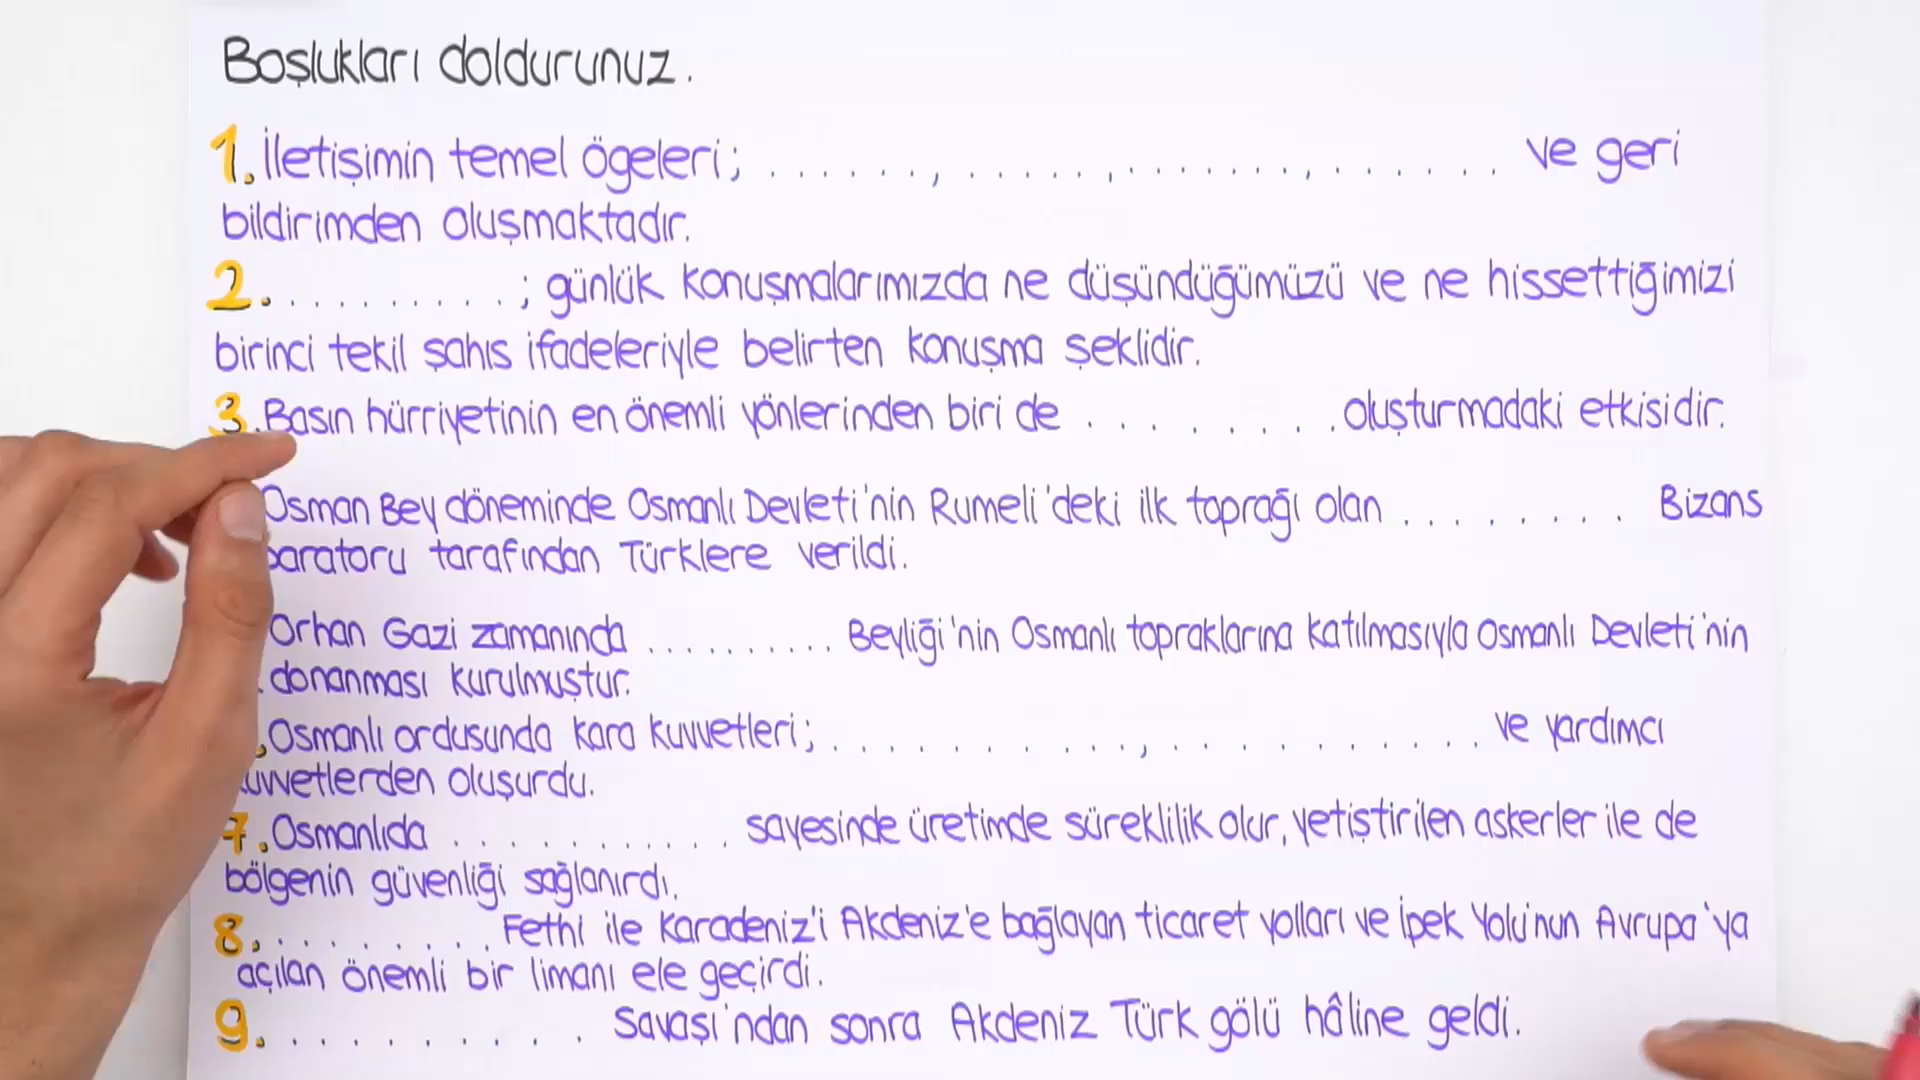 Boşlukları doldurunuz.
1. İletişimin temel ögeleri; . . . . . . , . . . . . , . . . . . . . . . , . . . . . . ve geri
bildirimden oluşmaktadır.
2. . . . . . . . . . . ; günlük konuşmalarımızda ne düşündüğümüzü ve ne hissettiğimizi
birinci tekil şahıs ifadeleriyle belirten konuşma şeklidir.
3. Basın hürriyetinin en önemli yönlerinden biri de . . . . . . . . . oluşturmadaki etkisidir.
Osman Bey döneminde Osmanlı Devleti'nin Rumeli'deki ilk toprağı olan . . . . . . . . Bizans
paratoru tarafından Türklere verildi.
Orhan Gazi zamanında . . . . . . . . . . Beyliği'nin Osmanlı topraklarına katılmasıyla Osmanlı Devleti'nin
donanması kurulmuştur.
Osmanlı ordusunda kara kuvvetleri; . . . . . . . . . . . , . . . . . . . . . . . ve yardımcı
uvvetlerden oluşurdu.
7. Osmanlıda . . . . . . . . . . . sayesinde üretimde süreklilik olur, yetiştirilen askerler ile de
bölgenin güvenliği sağlanırdı.
8. . . . . . . . . . . Fethi ile Karadeniz'i Akdeniz'e bağlayan ticaret yolları ve İpek Yolu'nun Avrupa'ya
açılan önemli bir limanı ele geçirdi.
9. . . . . . . . . . . Savaşı'ndan sonra Akdeniz Türk gölü hâline geldi.